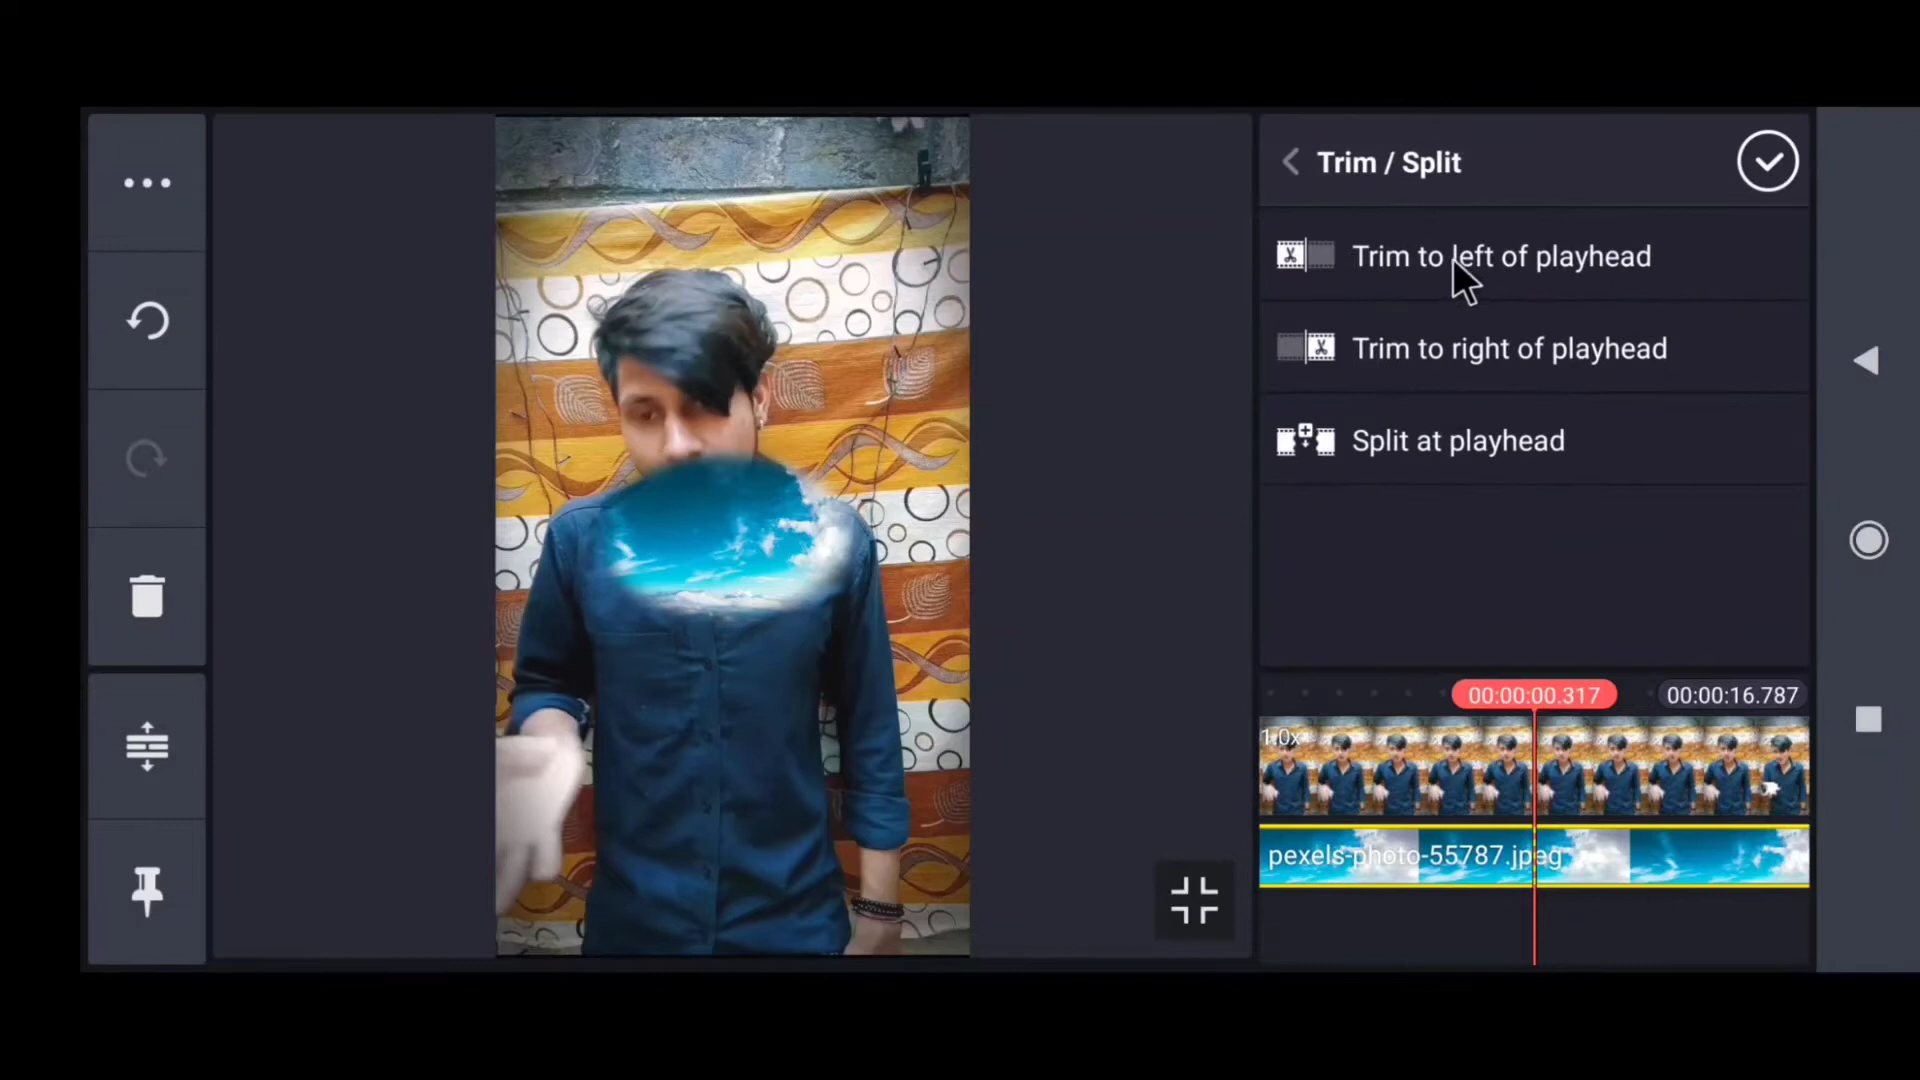 Trim / Split
Trim to left of playhead
Trim to right of playhead
Split at playhead
00:00:00.317
00:00:16.787
1.0x
pexels-photo-55787.jpeg